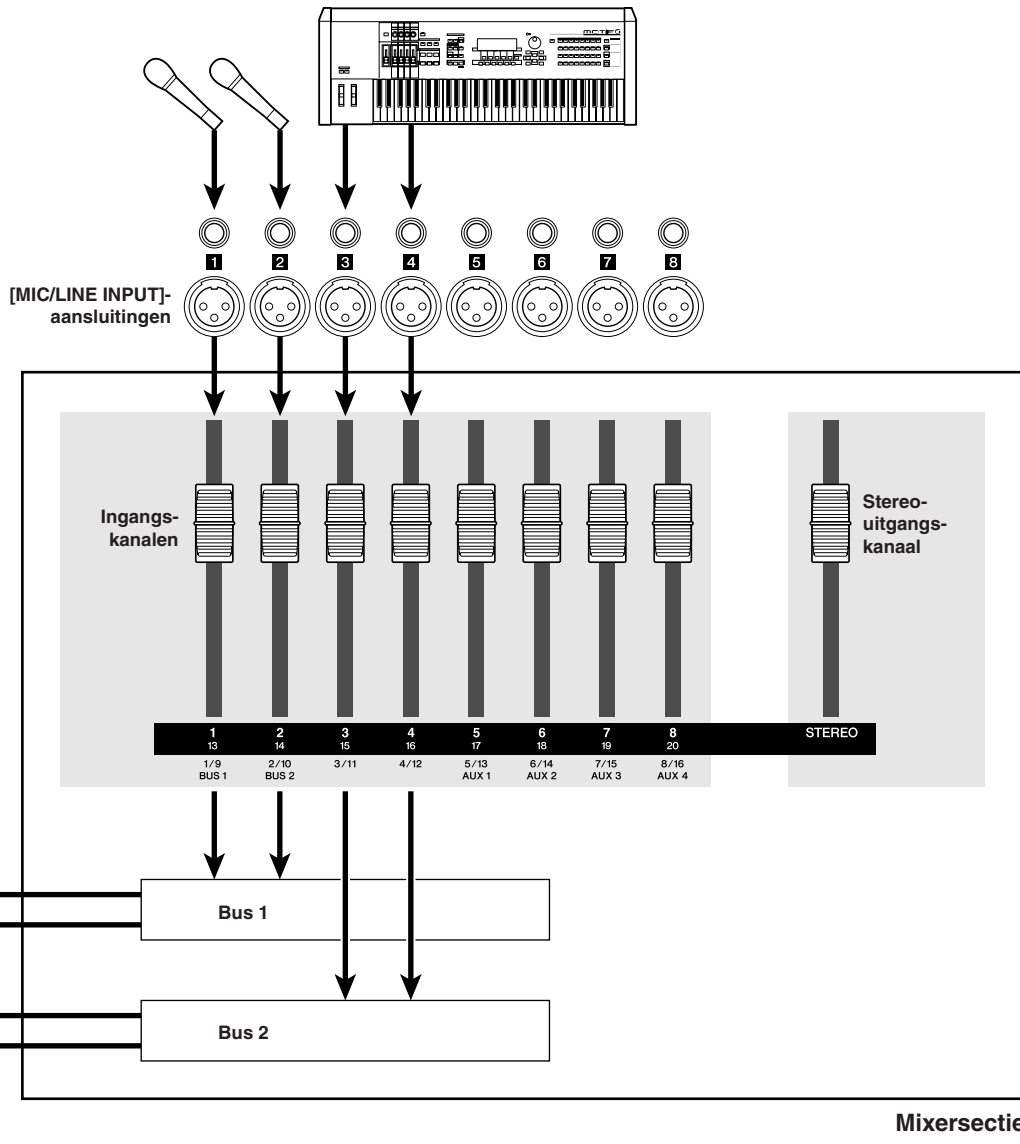 MOTIF 6
1 2 3 4 5 6 7 8
[MIC/LINE INPUT]-
aansluitingen
Ingangs-
kanalen
Stereo-
uitgangs-
kanaal
1 2 3 4 5 6 7 8 STEREO
13 14 15 16 17 18 19 20
1/9 2/10 3/11 4/12 5/13 6/14 7/15 8/16
BUS 1 BUS 2 AUX 1 AUX 2 AUX 3 AUX 4
Bus 1
Bus 2
Mixersectie